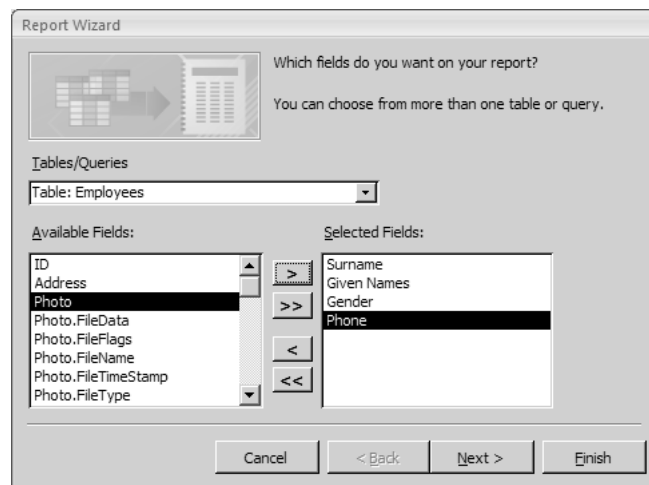 Report Wizard
Which fields do you want on your report?
You can choose from more than one table or query.
Tables/Queries
Table: Employees
Available Fields:
ID
Address
Photo
Photo.FileData
Photo.FileFlags
Photo.FileName
Photo.FileTimeStamp
Photo.FileType
>
>>
<
<<
Selected Fields:
Surname
Given Names
Gender
Phone
Cancel
< Back
Next >
Finish